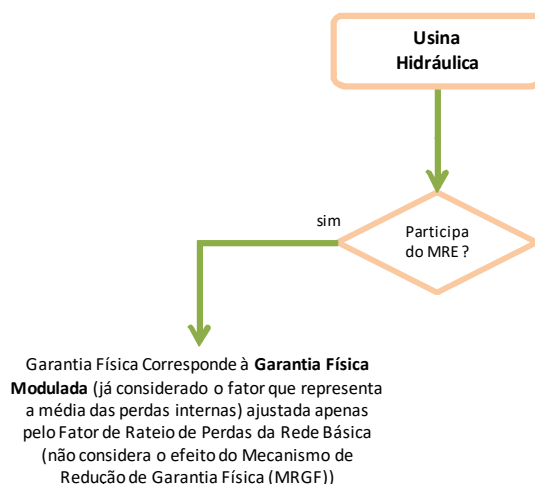 Usina
Hidráulica
sim
Participa
do MRE ?
Garantia Física Corresponde à Garantia Física
Modulada (já considerado o fator que representa
a média das perdas internas) ajustada apenas
pelo Fator de Rateio de Perdas da Rede Básica
(não considera o efeito do Mecanismo de
Redução de Garantia Física (MRGF))